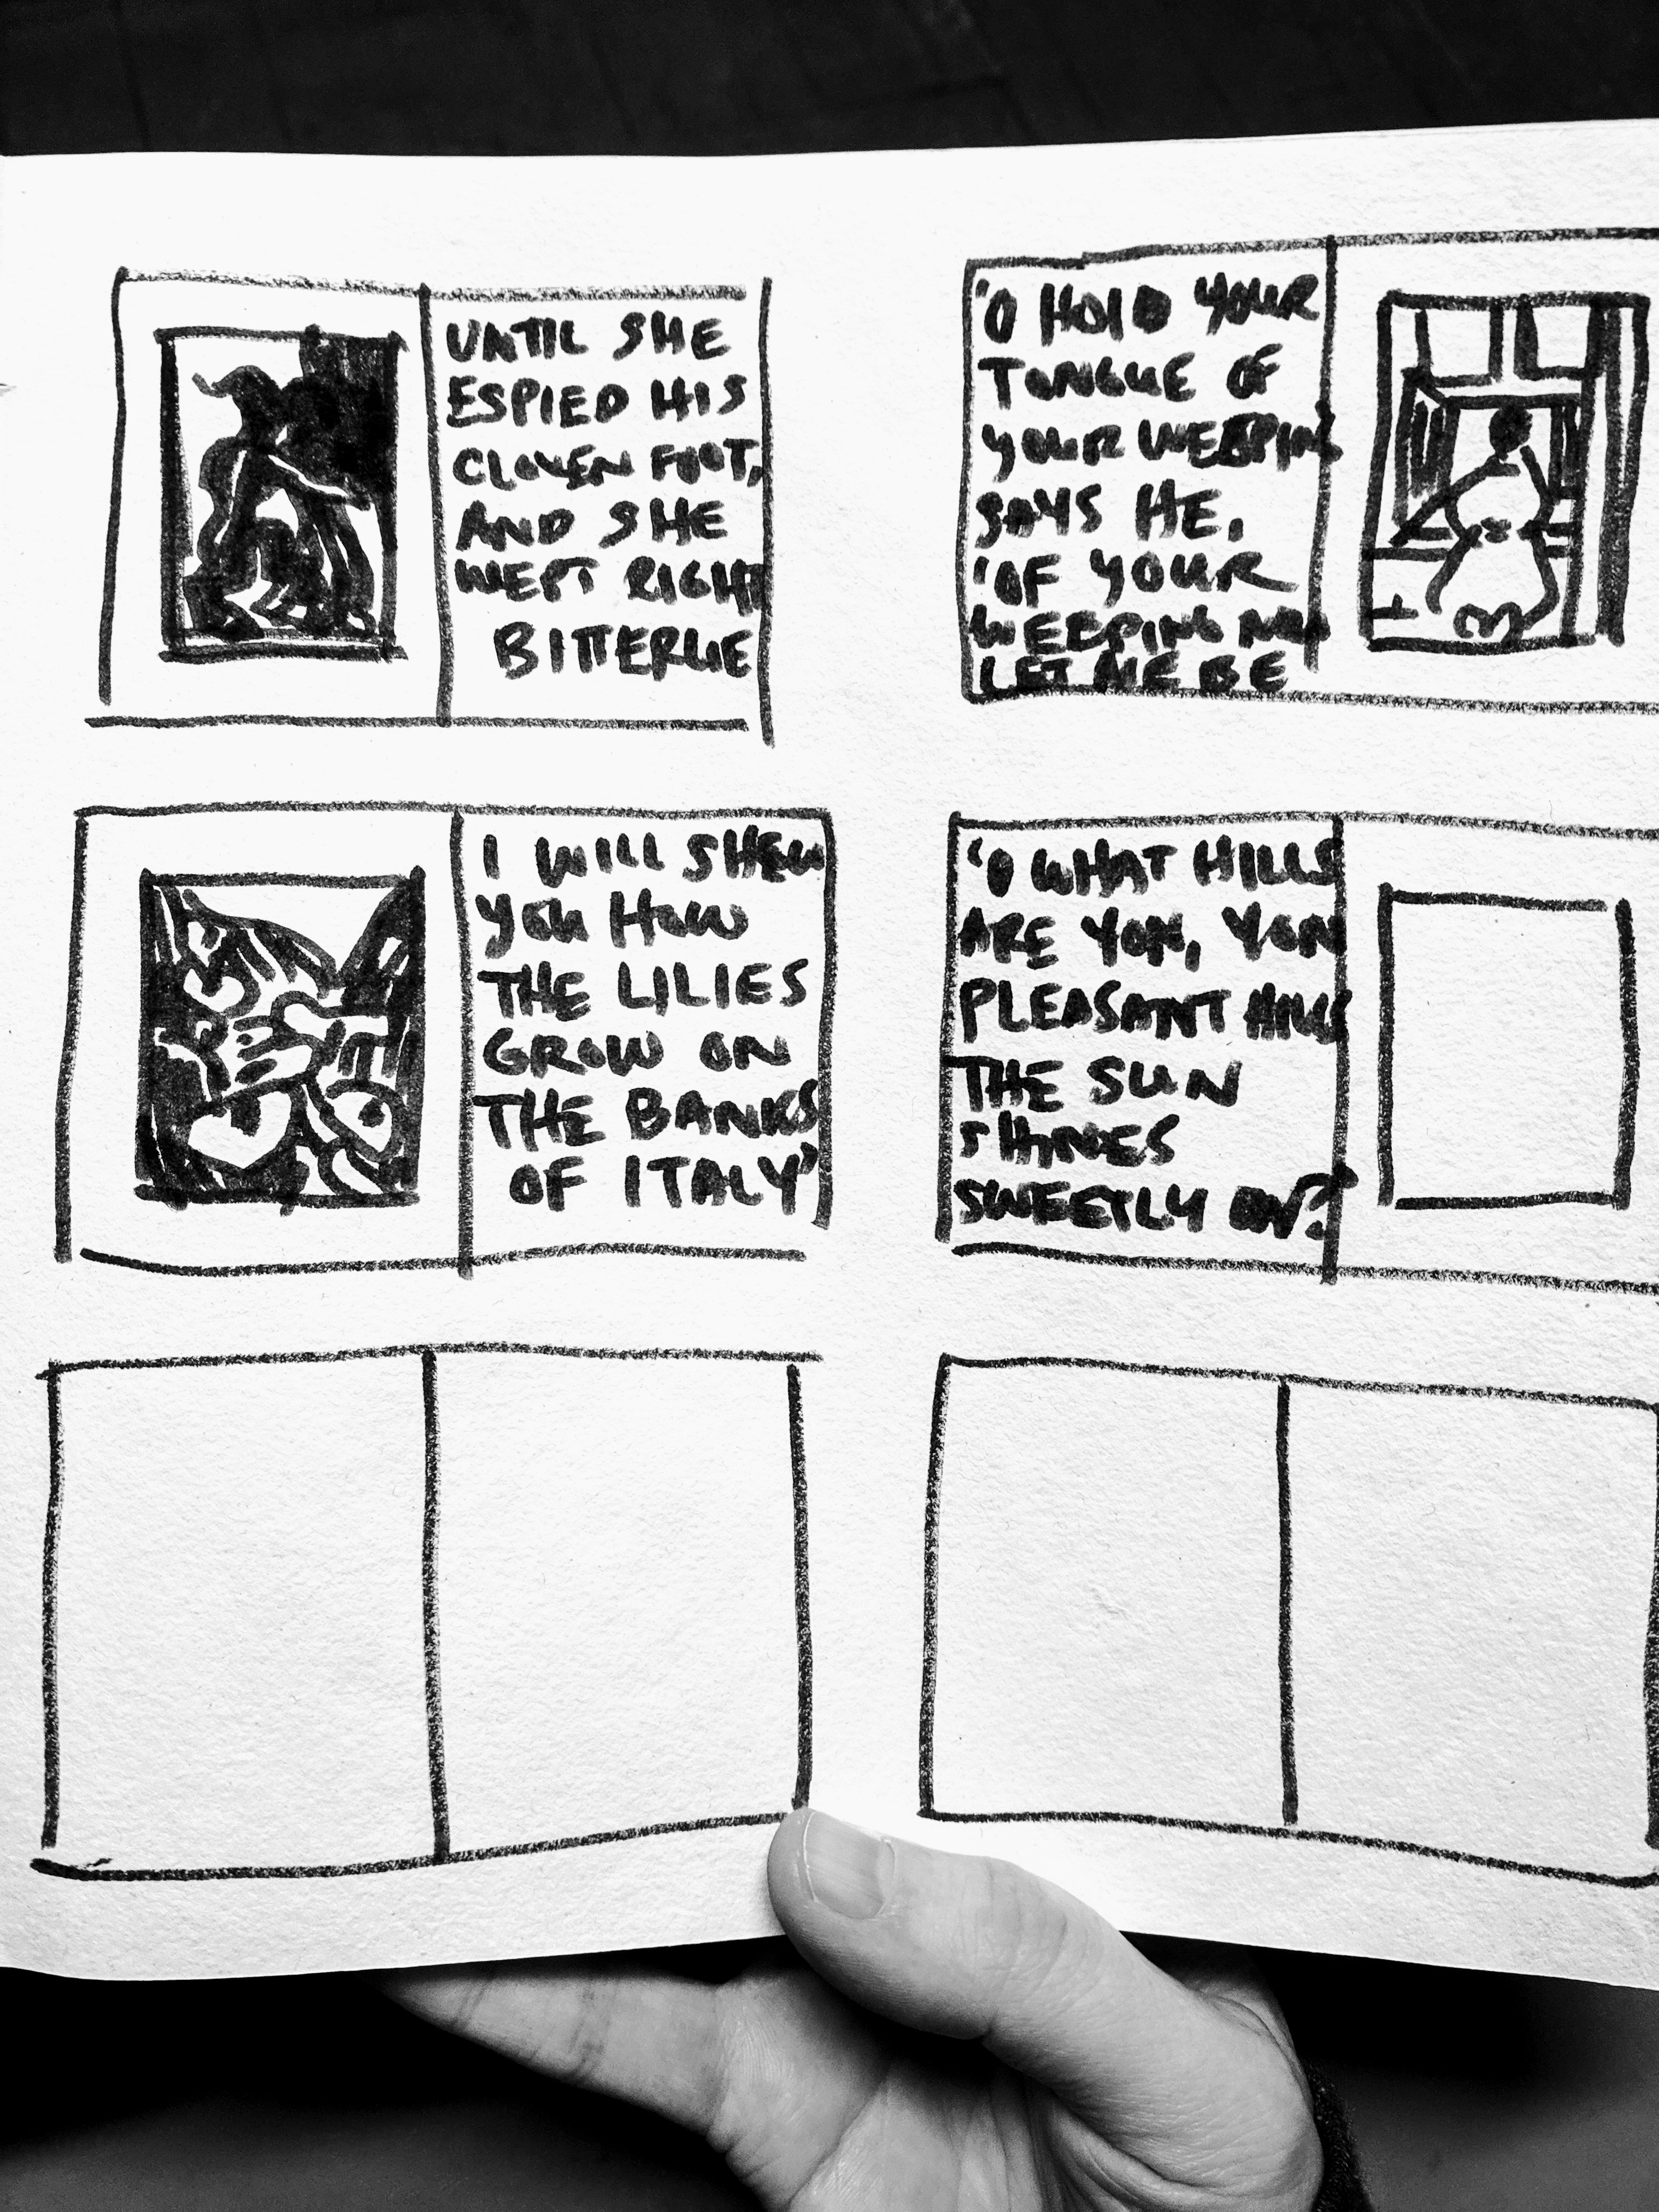 UNTIL SHE
ESPIED HIS
CLOVEN FOOT,
AND SHE
WEPT RIGHT
BITTERLIE
'O HOLD YOUR
TONGUE OF
YOUR WEEPING
SAYS HE,
'OF YOUR
WEEPING NOW
LET ME BE
I WILL SHEW
YOU HOW
THE LILIES
GROW ON
THE BANKS
OF ITALY'
'O WHAT HILLS
ARE YON, YON
PLEASANT HILLS
THE SUN
SHINES
SWEETLY ON?